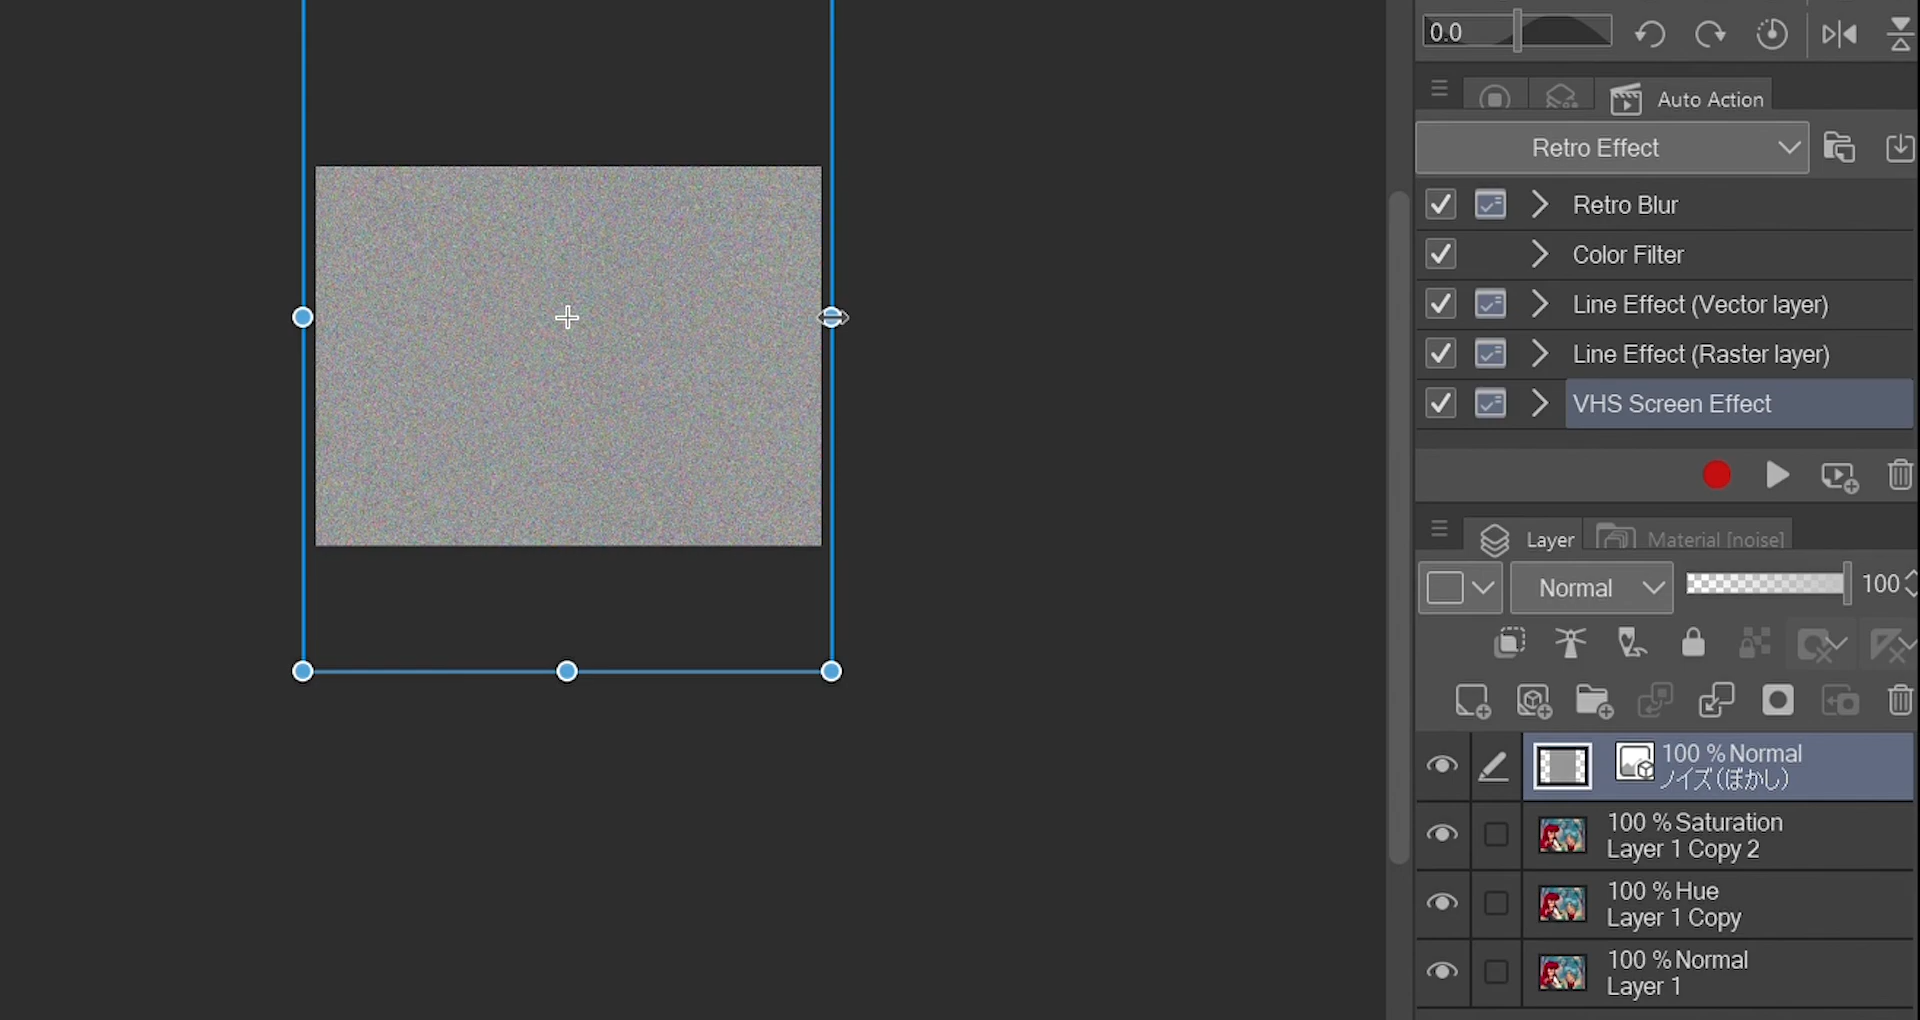 0.0
Auto Action
Retro Effect
Retro Blur
Color Filter
Line Effect (Vector layer)
Line Effect (Raster layer)
VHS Screen Effect
Layer
Material [noise]
Normal
100
100 % Normal
ノイズ(ぼかし)
100 % Saturation
Layer 1 Copy 2
100 % Hue
Layer 1 Copy
100 % Normal
Layer 1